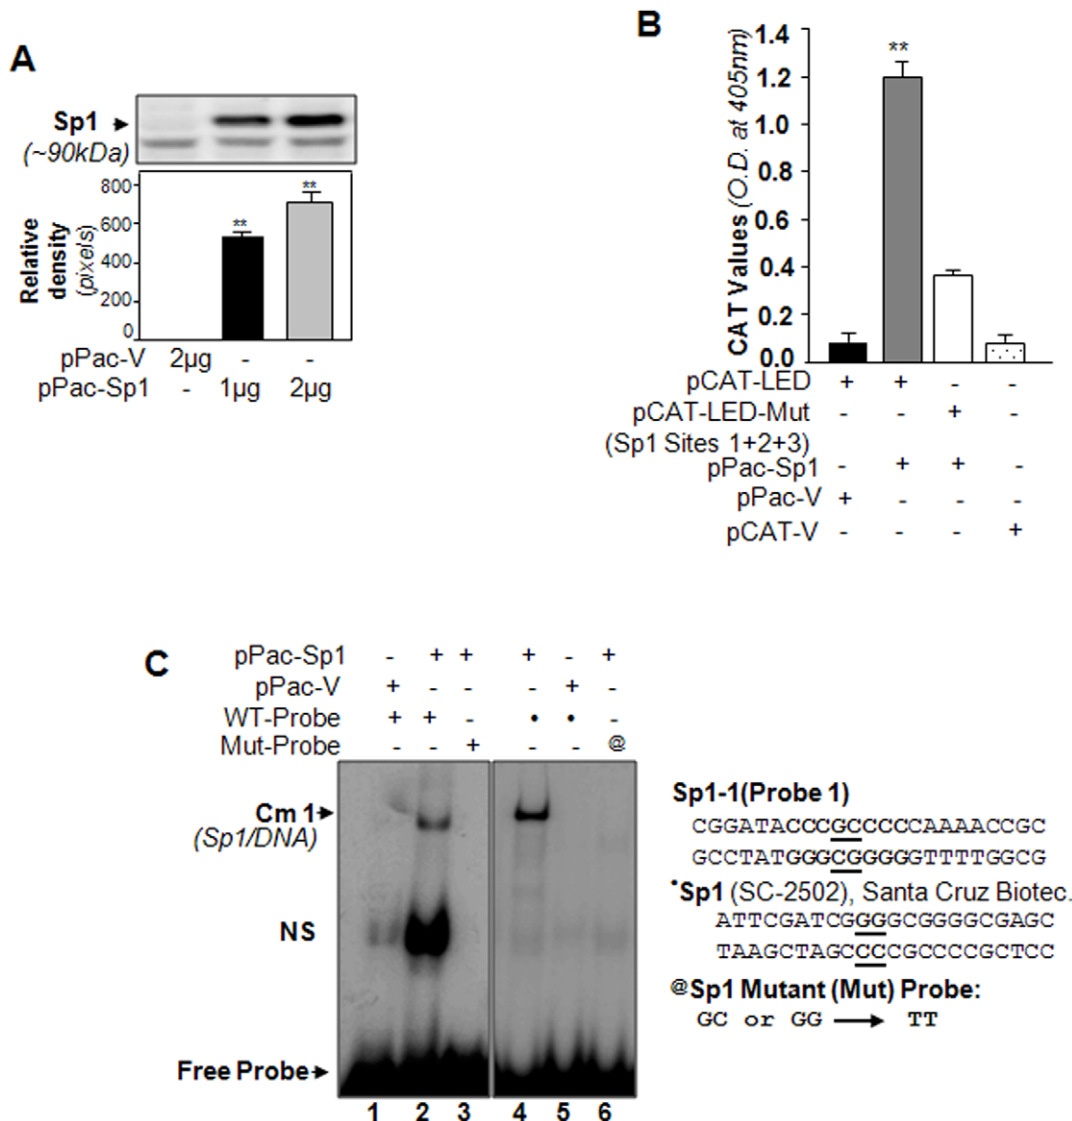 A
Sp1
(~90kDa)
Relative density (pixels)
800
600
400
200
0
** **
pPac-V 2µg - -
pPac-Sp1 - 1µg 2µg
B
CAT Values (O.D. at 405nm)
1.4
1.2
1.0
0.8
0.6
0.4
0.2
0.0
**
pCAT-LED + + - -
pCAT-LED-Mut - - + -
(Sp1 Sites 1+2+3)
pPac-Sp1 - + + -
pPac-V + - - -
pCAT-V - - - +
C
pPac-Sp1 - + + + - +
pPac-V + - - - + -
WT-Probe + + - • • -
Mut-Probe - - + - - @
Cm 1
(Sp1/DNA)
NS
Free Probe
1 2 3 4 5 6
Sp1-1(Probe 1)
CGGATACCCGCCCCCAAAACCGC
GCCTATGGGCGGGGGTTTTGGCG
•Sp1 (SC-2502), Santa Cruz Biotec.
ATTCGATCGGGGCGGGGCGAGC
TAAGCTAGCCCCGCCCCGCTCC
@Sp1 Mutant (Mut) Probe:
GC or GG → TT